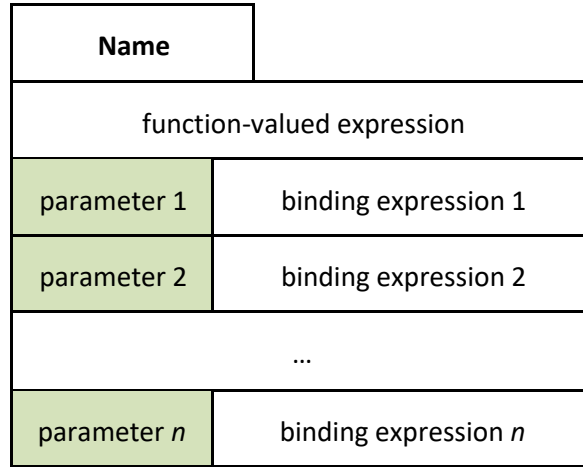 Name
function-valued expression
parameter 1 binding expression 1
parameter 2 binding expression 2
…
parameter n binding expression n